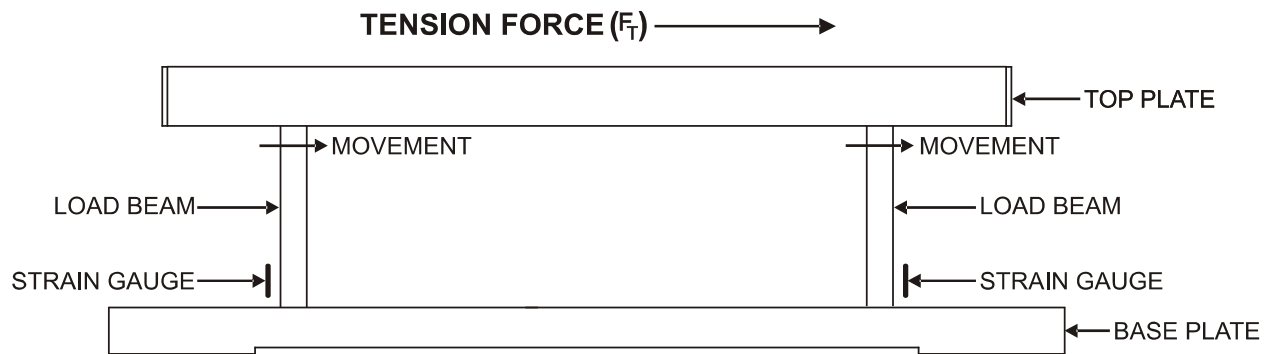 TENSION FORCE (FT)
TOP PLATE
MOVEMENT
MOVEMENT
LOAD BEAM
LOAD BEAM
STRAIN GAUGE
STRAIN GAUGE
BASE PLATE